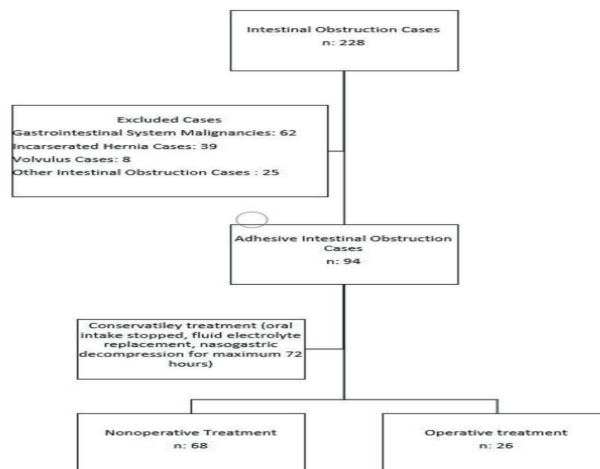 Intestinal Obstruction Cases
n: 228
Excluded Cases
Gastrointestinal System Malignancies: 62
Incarserated Hernia Cases: 39
Volvulus Cases: 8
Other Intestinal Obstruction Cases : 25
Adhesive Intestinal Obstruction
Cases
n: 94
Conservatiley treatment (oral
intake stopped, fluid electrolyte
replacement, nasogastric
decompression for maximum 72
hours)
Nonoperative Treatment
n: 68
Operative treatment
n: 26